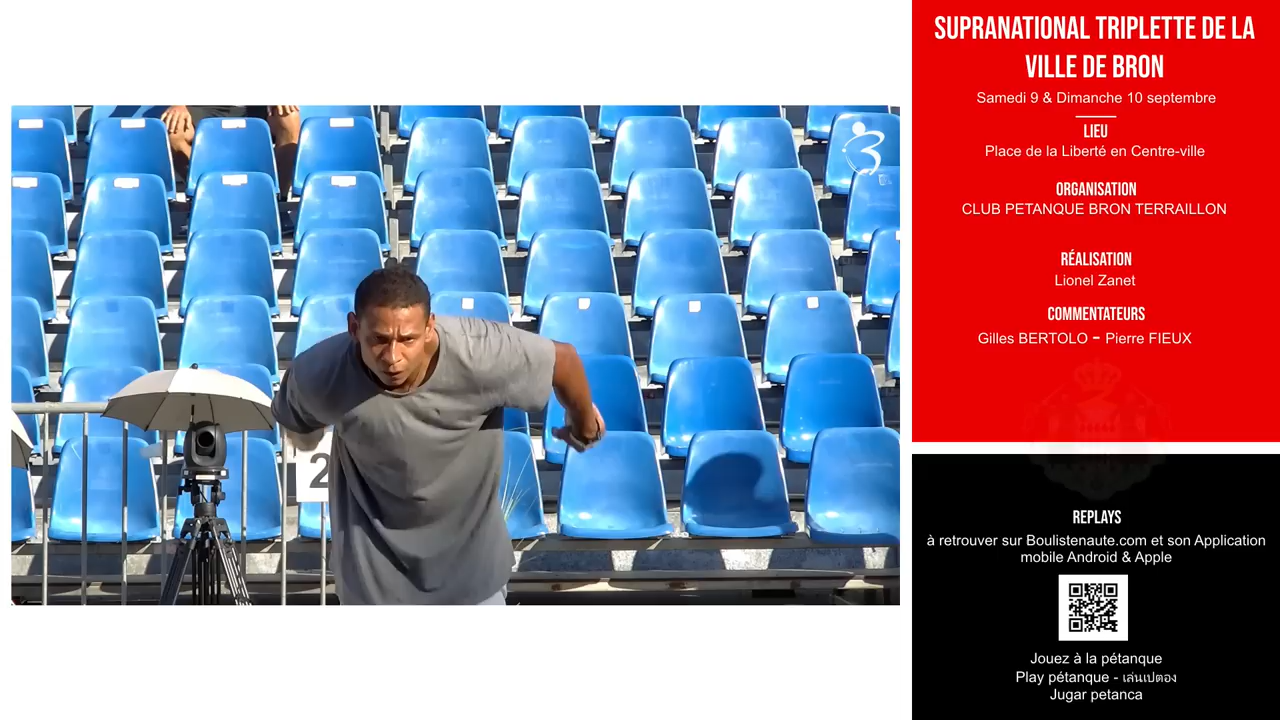 SUPRANATIONAL TRIPLETTE DE LA
VILLE DE BRON
Samedi 9 & Dimanche 10 septembre
LIEU
Place de la Liberté en Centre-ville
ORGANISATION
CLUB PETANQUE BRON TERRAILLON
RÉALISATION
Lionel Zanet
COMMENTATEURS
Gilles BERTOLO - Pierre FIEUX
2
REPLAYS
à retrouver sur Boulistenaute.com et son Application
mobile Android & Apple
Jouez à la pétanque
Play pétanque - เล่นเปตอง
Jugar petanca